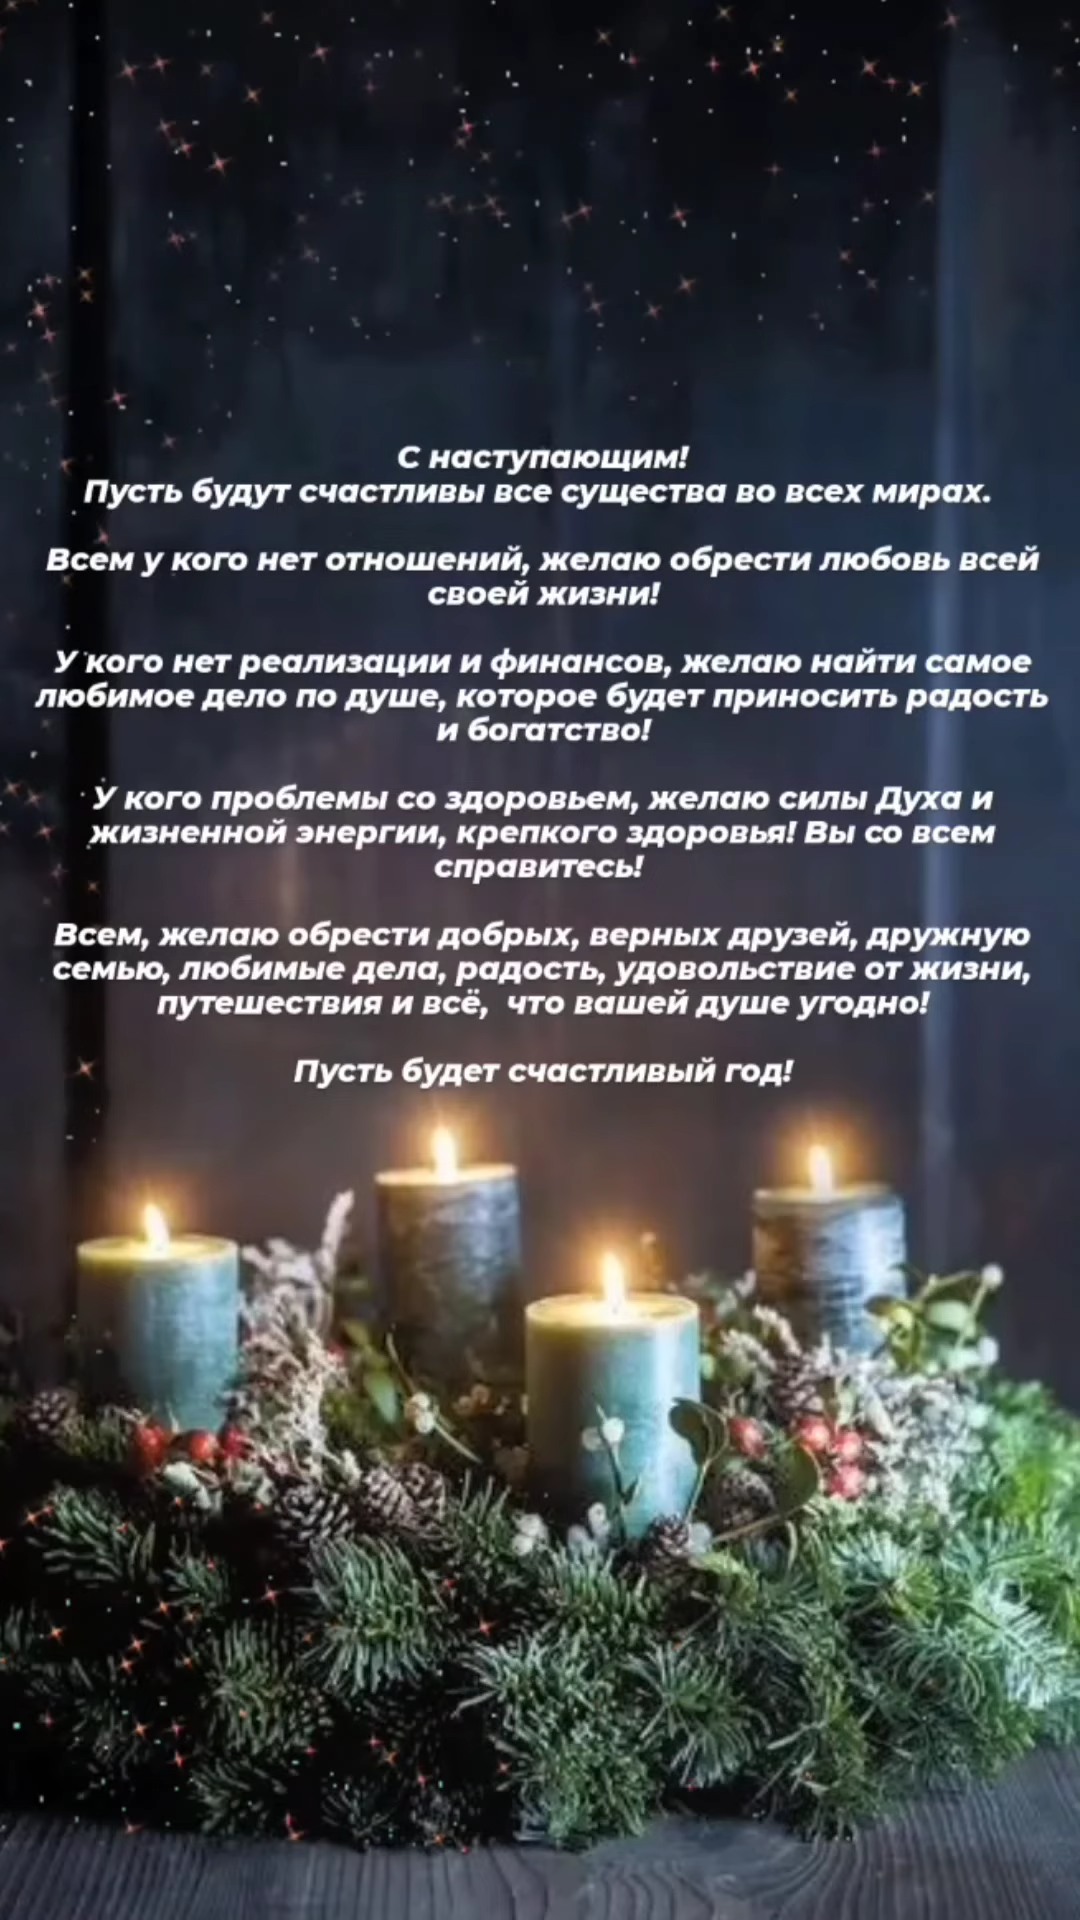 С наступающим!
Пусть будут счастливы все существа во всех мирах.
Всем у кого нет отношений, желаю обрести любовь всей
своей жизни!
У кого нет реализации и финансов, желаю найти самое
любимое дело по душе, которое будет приносить радость
и богатство!
У кого проблемы со здоровьем, желаю силы Духа и
жизненной энергии, крепкого здоровья! Вы со всем
справитесь!
Всем, желаю обрести добрых, верных друзей, дружную
семью, любимые дела, радость, удовольствие от жизни,
путешествия и всё,  что вашей душе угодно!
Пусть будет счастливый год!